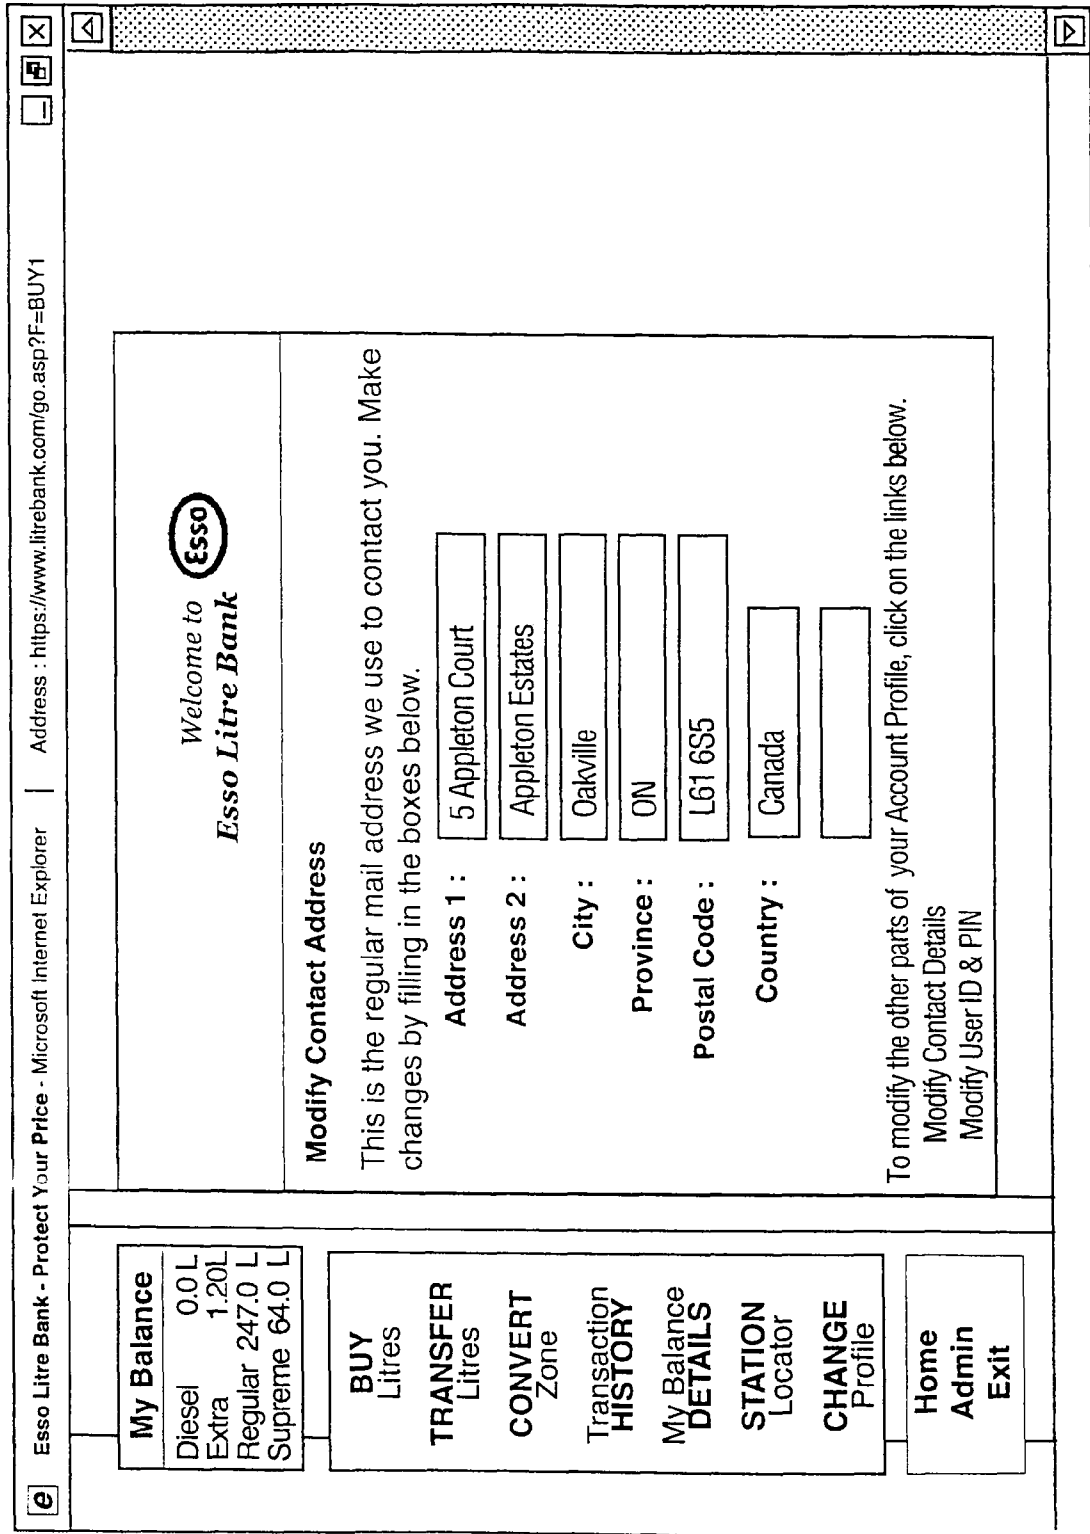 e Esso Litre Bank - Protect Your Price - Microsoft Internet Explorer | Address : https://www.litrebank.com/go.asp?F=BUY1
My Balance
Diesel 0.0 L
Extra 1.20L
Regular 247.0 L
Supreme 64.0 L
BUY
Litres
TRANSFER
Litres
CONVERT
Zone
Transaction
HISTORY
My Balance
DETAILS
STATION
Locator
CHANGE
Profile
Home
Admin
Exit
Welcome to
Esso Litre Bank
Esso
Modify Contact Address
This is the regular mail address we use to contact you. Make
changes by filling in the boxes below.
Address 1 : 5 Appleton Court
Address 2 : Appleton Estates
City : Oakville
Province : ON
Postal Code : L61 6S5
Country : Canada
To modify the other parts of your Account Profile, click on the links below.
Modify Contact Details
Modify User ID & PIN